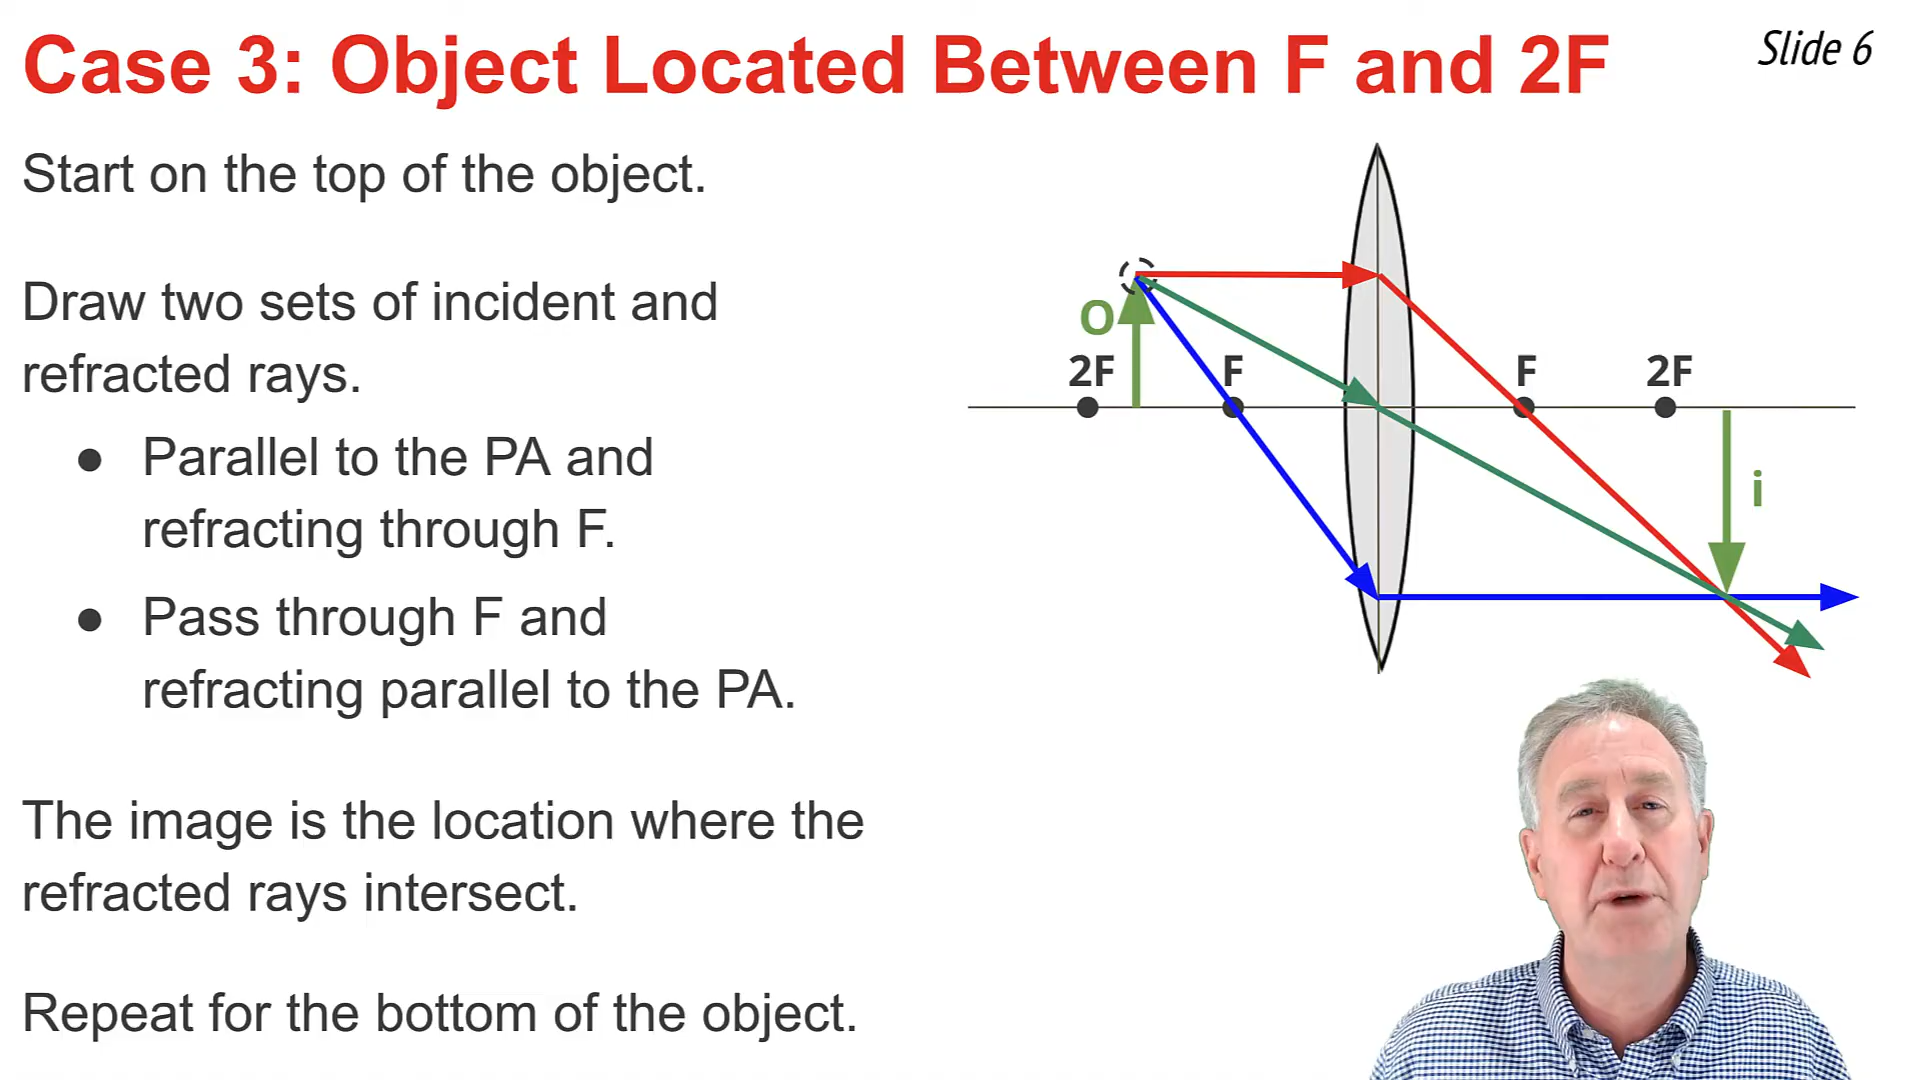 Case 3: Object Located Between F and 2F
Slide 6
Start on the top of the object.
Draw two sets of incident and
refracted rays.
● Parallel to the PA and
refracting through F.
● Pass through F and
refracting parallel to the PA.
The image is the location where the
refracted rays intersect.
Repeat for the bottom of the object.
O
2F F F 2F
i